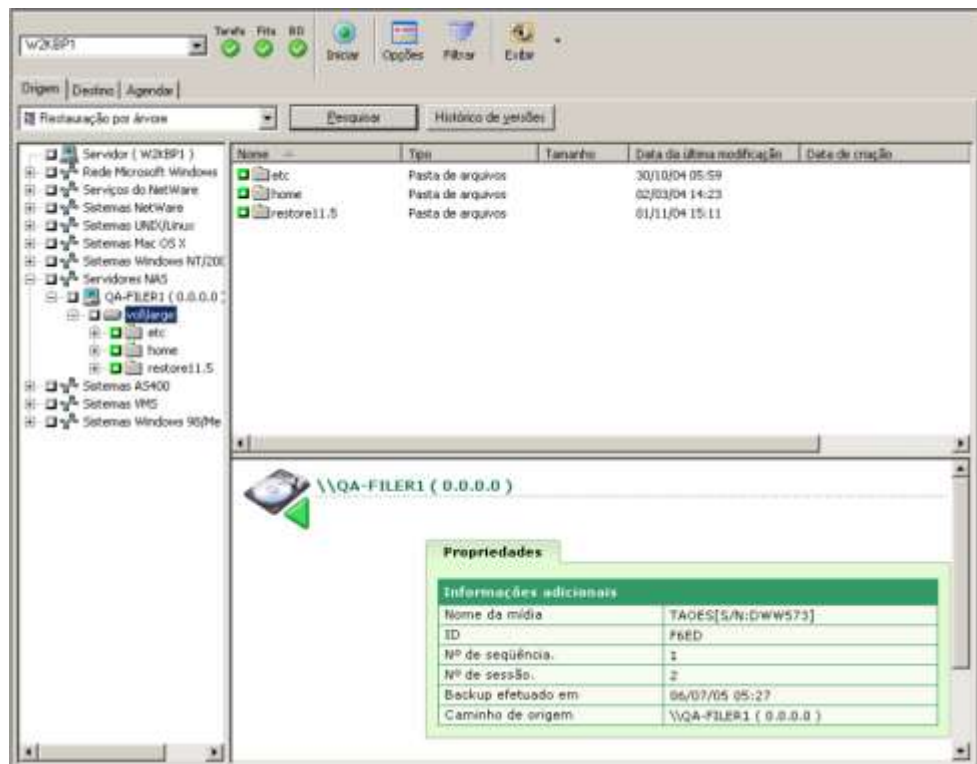 W2KBP1
Tarefa Fita BD
Iniciar Opções Filtrar Exibir
Origem Destino Agendar
Restauração por árvore Pesquisar Histórico de versões
Servidor ( W2KBP1 )
Rede Microsoft Windows
Serviços do NetWare
Sistemas NetWare
Sistemas UNIX/Linux
Sistemas Mac OS X
Sistemas Windows NT/200
Servidores NAS
QA-FILER1 ( 0.0.0.0 )
etc
home
restore11.5
Sistemas AS400
Sistemas VMS
Sistemas Windows 98/Me
Nome Tipo Tamanho Data da última modificação Data de criação
etc Pasta de arquivos 30/10/04 05:59
home Pasta de arquivos 02/03/04 14:23
restore11.5 Pasta de arquivos 01/11/04 15:11
\\QA-FILER1 ( 0.0.0.0 )
Propriedades
Informações adicionais
Nome da mídia TAOES[S/N:DWW573]
ID F6ED
Nº de seqüência. 1
Nº de sessão. 2
Backup efetuado em 06/07/05 05:27
Caminho de origem \\QA-FILER1 ( 0.0.0.0 )